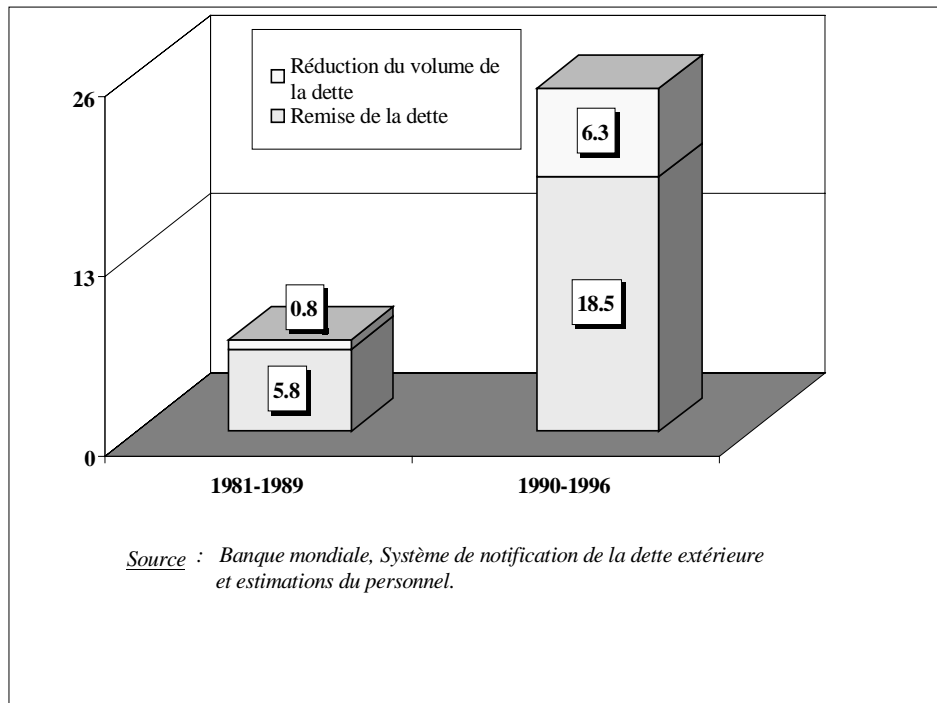 Réduction du volume de
la dette
Remise de la dette
26
13
0
6.3
18.5
0.8
5.8
1981-1989
1990-1996
Source : Banque mondiale, Système de notification de la dette extérieure
et estimations du personnel.